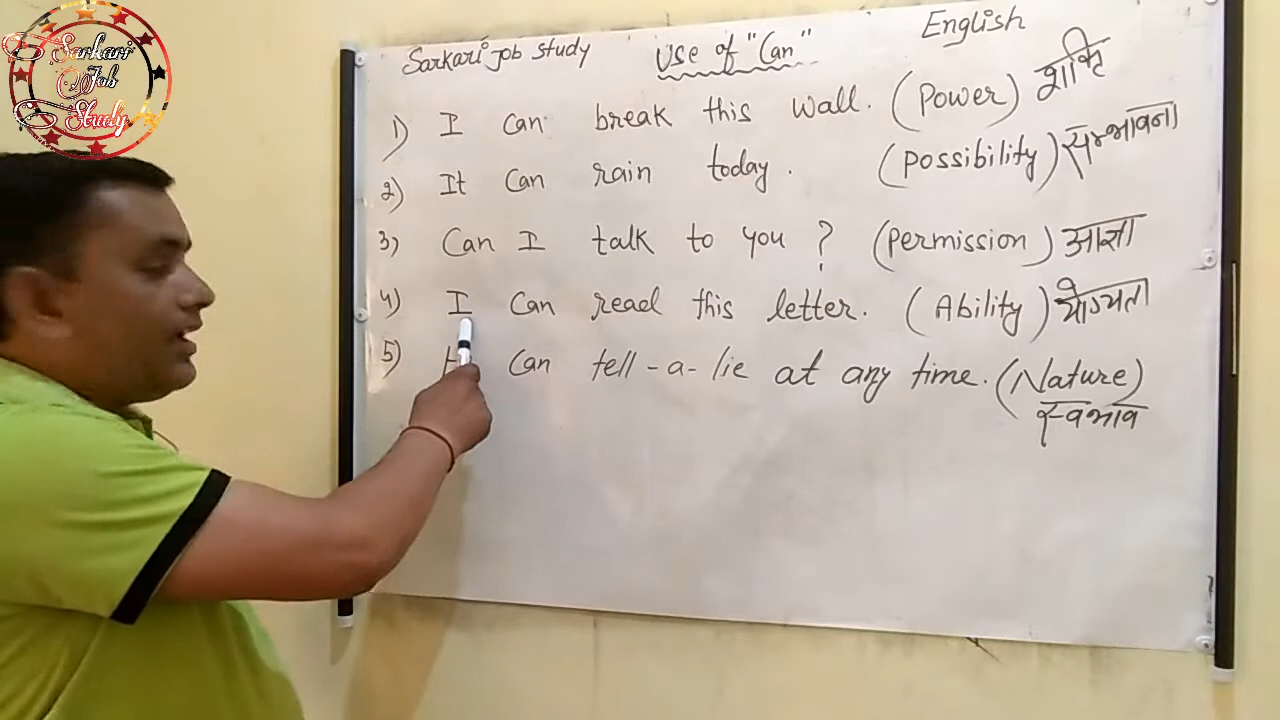 Sarkari Job Study
Sarkari job study Use of "Can" English
1) I Can break this wall. (Power) शक्ति
2) It Can rain today. (Possibility) सम्भावना
3) Can I talk to you ? (Permission) आज्ञा
4) I Can read this letter. (Ability) योग्यता
5) Can tell-a-lie at any time. (Nature)
स्वभाव